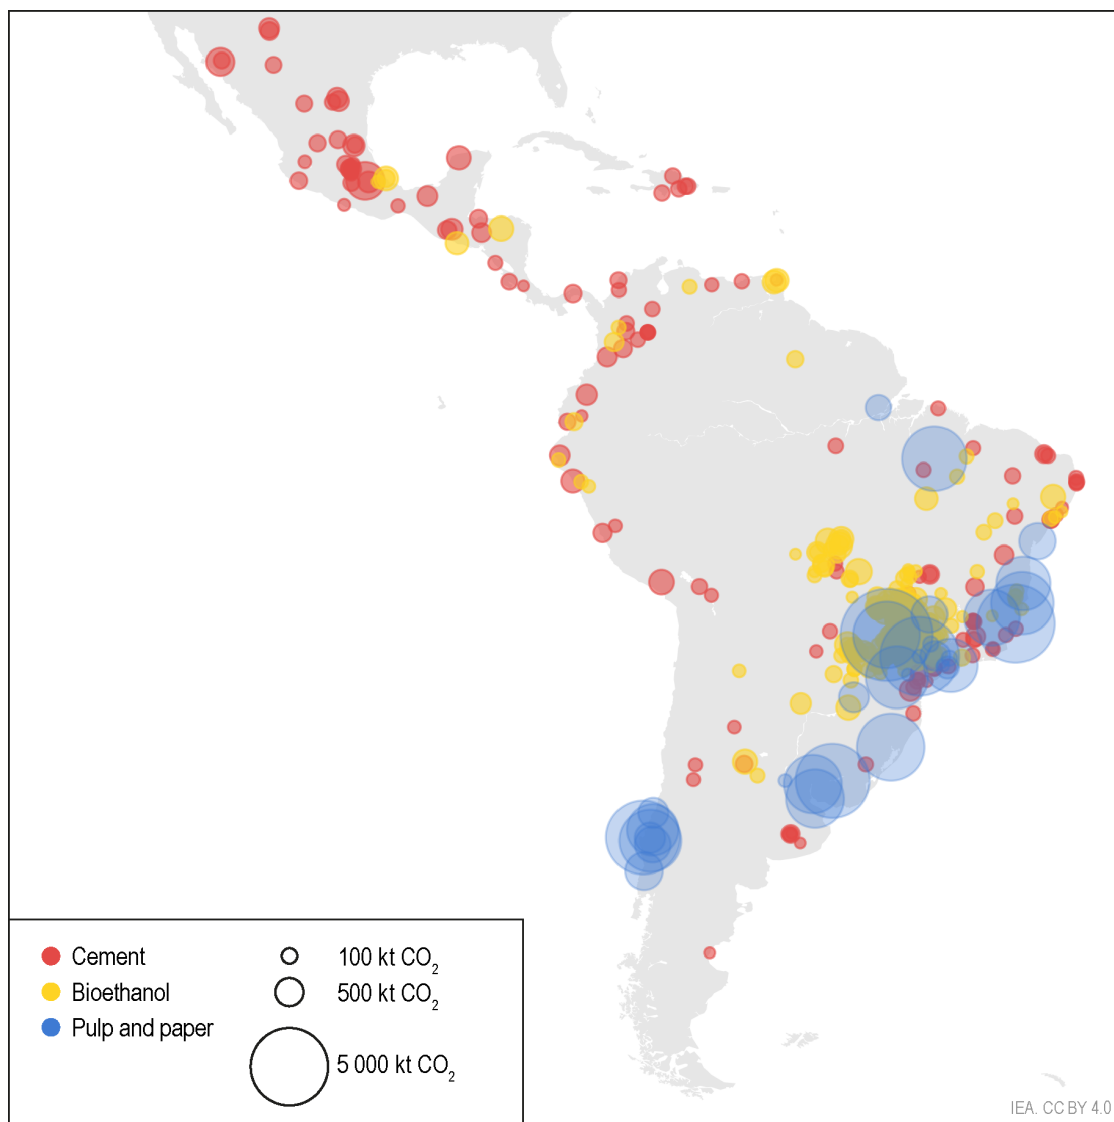 Cement
Bioethanol
Pulp and paper
100 kt CO₂
500 kt CO₂
5 000 kt CO₂
IEA. CC BY 4.0